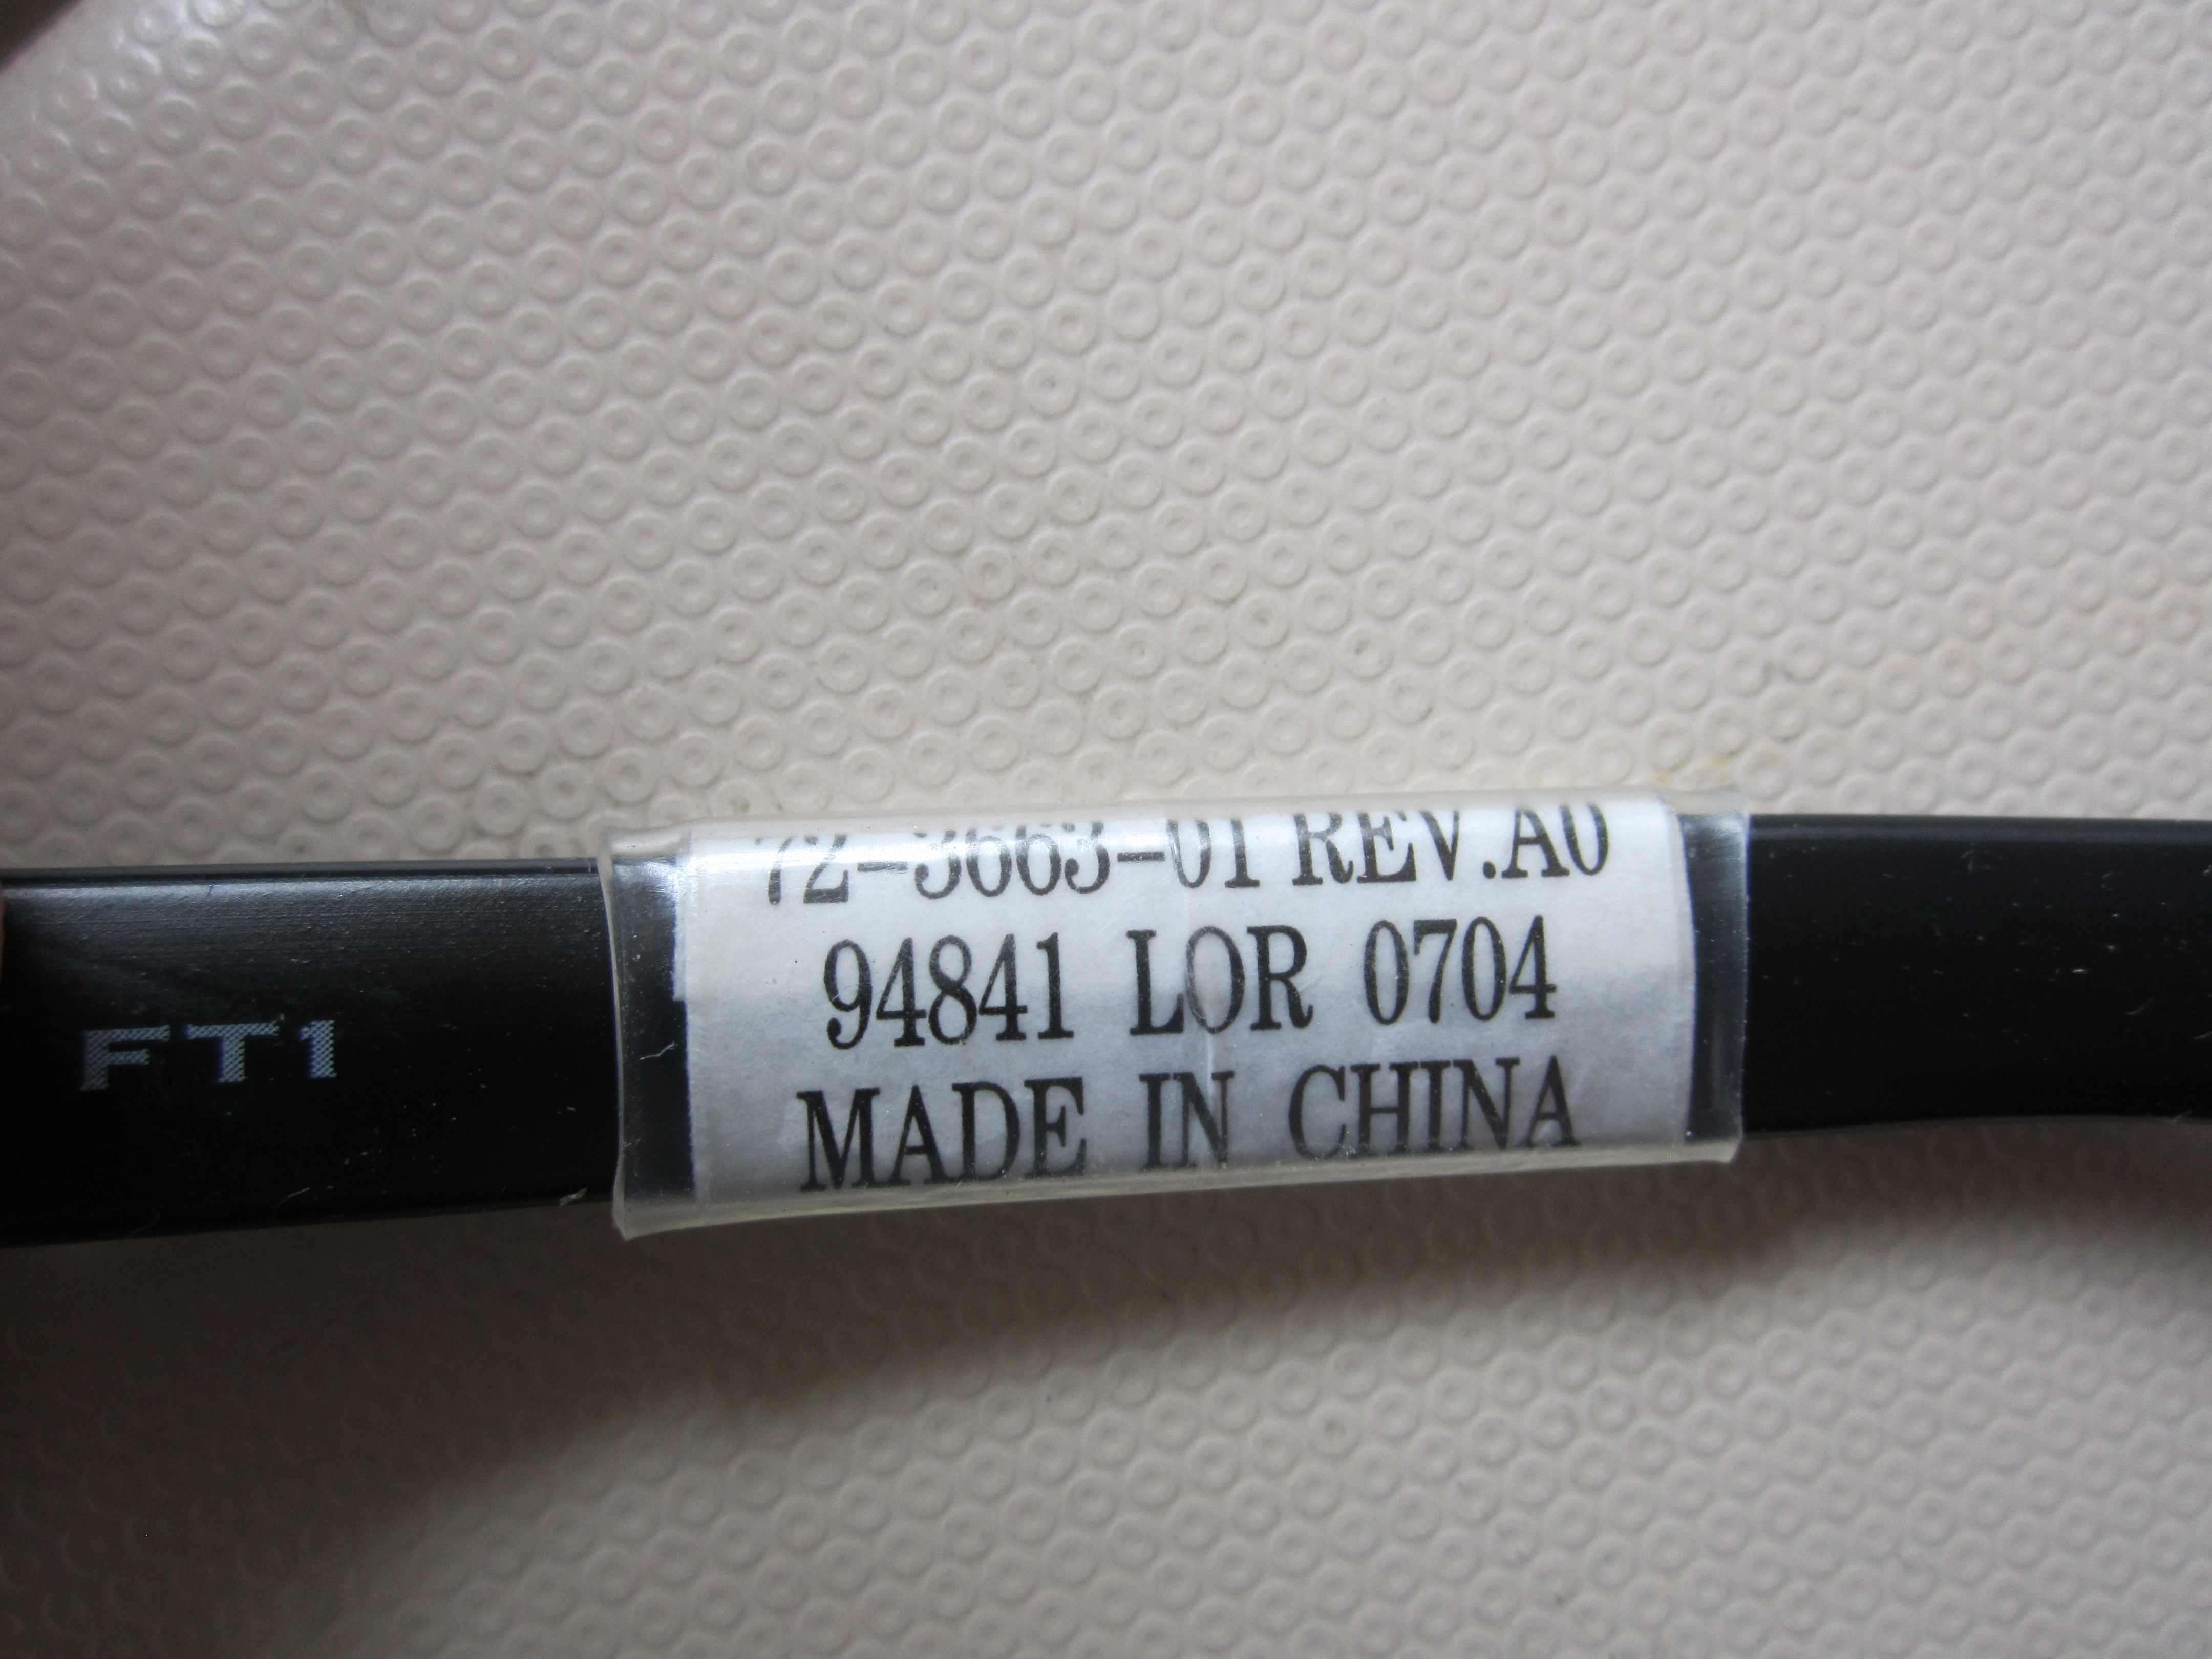 72-3663-01 REV.A0
94841 LOR 0704
MADE IN CHINA
FT1